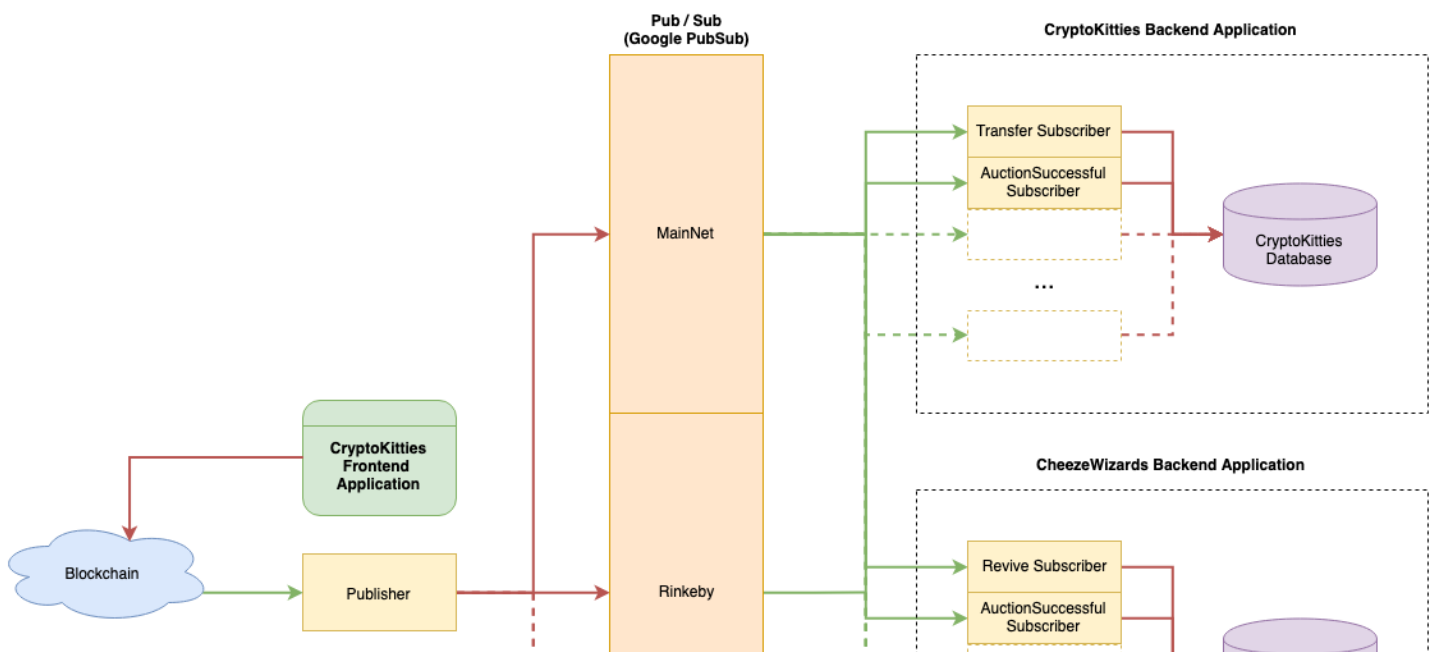 Pub / Sub
(Google PubSub)
CryptoKitties Backend Application
Transfer Subscriber
AuctionSuccessful
Subscriber
MainNet
CryptoKitties
Database
...
CryptoKitties
Frontend
Application
CheezeWizards Backend Application
Blockchain
Publisher
Rinkeby
Revive Subscriber
AuctionSuccessful
Subscriber